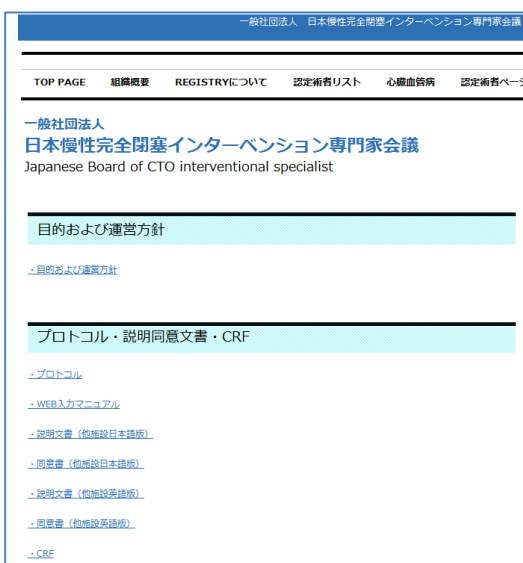 一般社団法人　日本慢性完全閉塞インターベンション専門家会議
TOP PAGE 組織概要 REGISTRYについて 認定術者リスト 心臓血管病 認定術者ペー
一般社団法人
日本慢性完全閉塞インターベンション専門家会議
Japanese Board of CTO interventional specialist
目的および運営方針
・目的および運営方針
プロトコル・説明同意文書・CRF
・プロトコル
・WEB入力マニュアル
・説明文書（他施設日本語版）
・同意書（他施設日本語版）
・説明文書（他施設英語版）
・同意書（他施設英語版）
・CRF